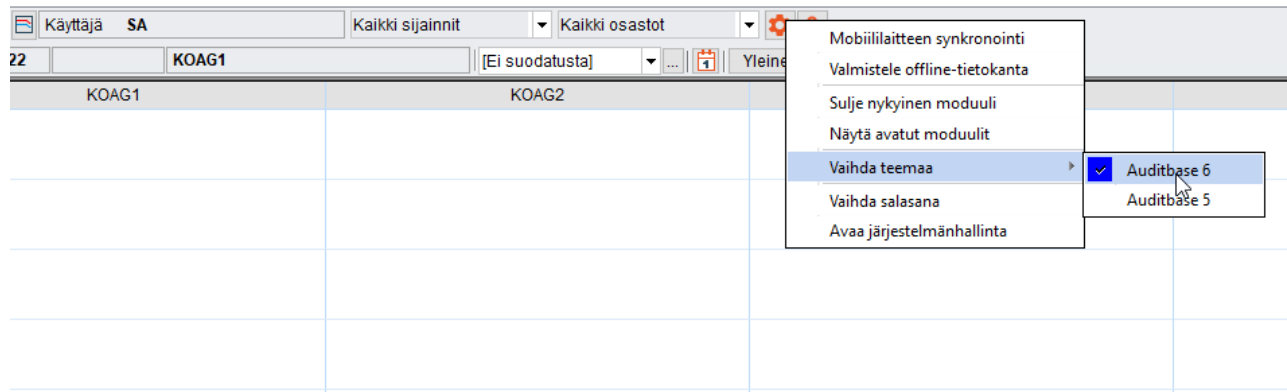 Käyttäjä SA Kaikki sijainnit Kaikki osastot
22 KOAG1 [Ei suodatusta] ... 1 Yleine
KOAG1 KOAG2
Mobiililaitteen synkronointi
Valmistele offline-tietokanta
Sulje nykyinen moduuli
Näytä avatut moduulit
Vaihda teemaa
Auditbase 6
Auditbase 5
Vaihda salasana
Avaa järjestelmänhallinta